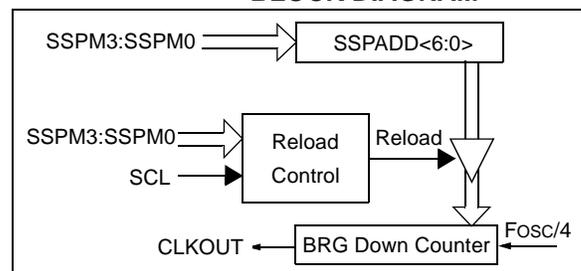 BLOCK DIAGRAM
SSPM3:SSPM0
SSPADD<6:0>
SSPM3:SSPM0
SCL
Reload
Control
Reload
CLKOUT
BRG Down Counter
FOSC/4